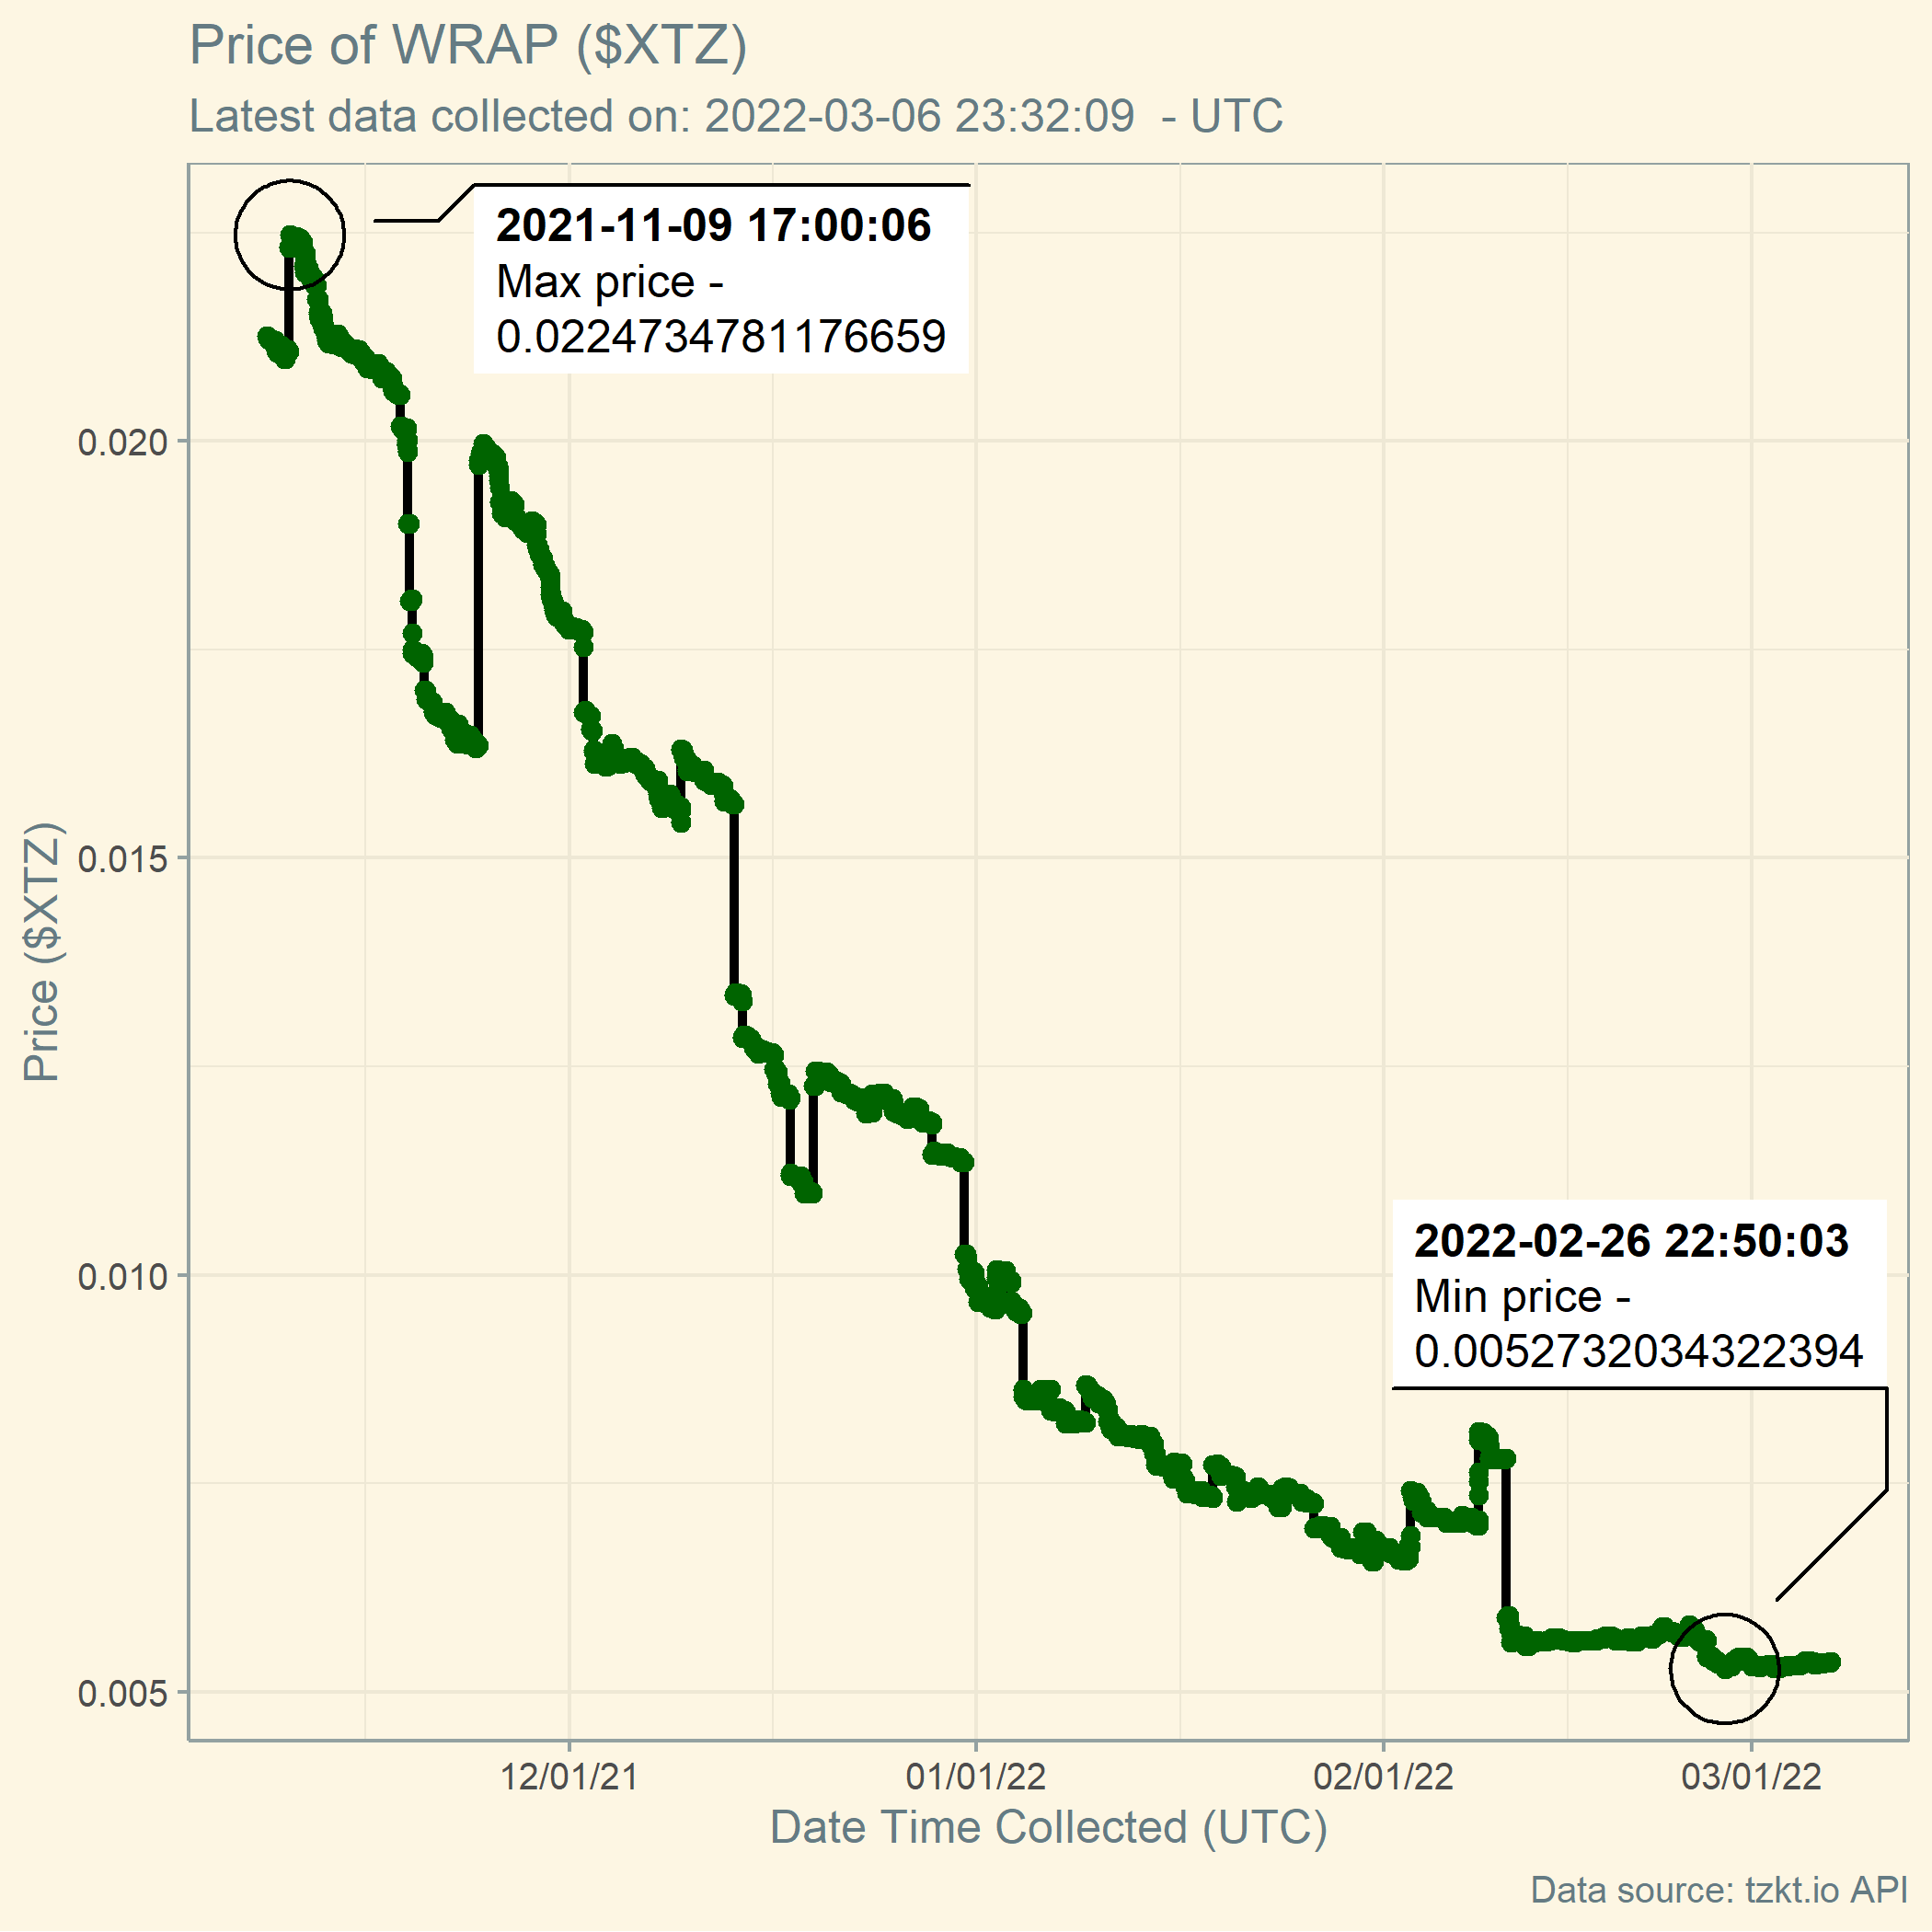 Price of WRAP ($XTZ)
Latest data collected on: 2022-03-06 23:32:09  - UTC
2021-11-09 17:00:06
Max price -
0.0224734781176659
0.020
0.015
0.010
0.005
Price ($XTZ)
2022-02-26 22:50:03
Min price -
0.00527320343223​94
12/01/21
01/01/22
02/01/22
03/01/22
Date Time Collected (UTC)
Data source: tzkt.io API